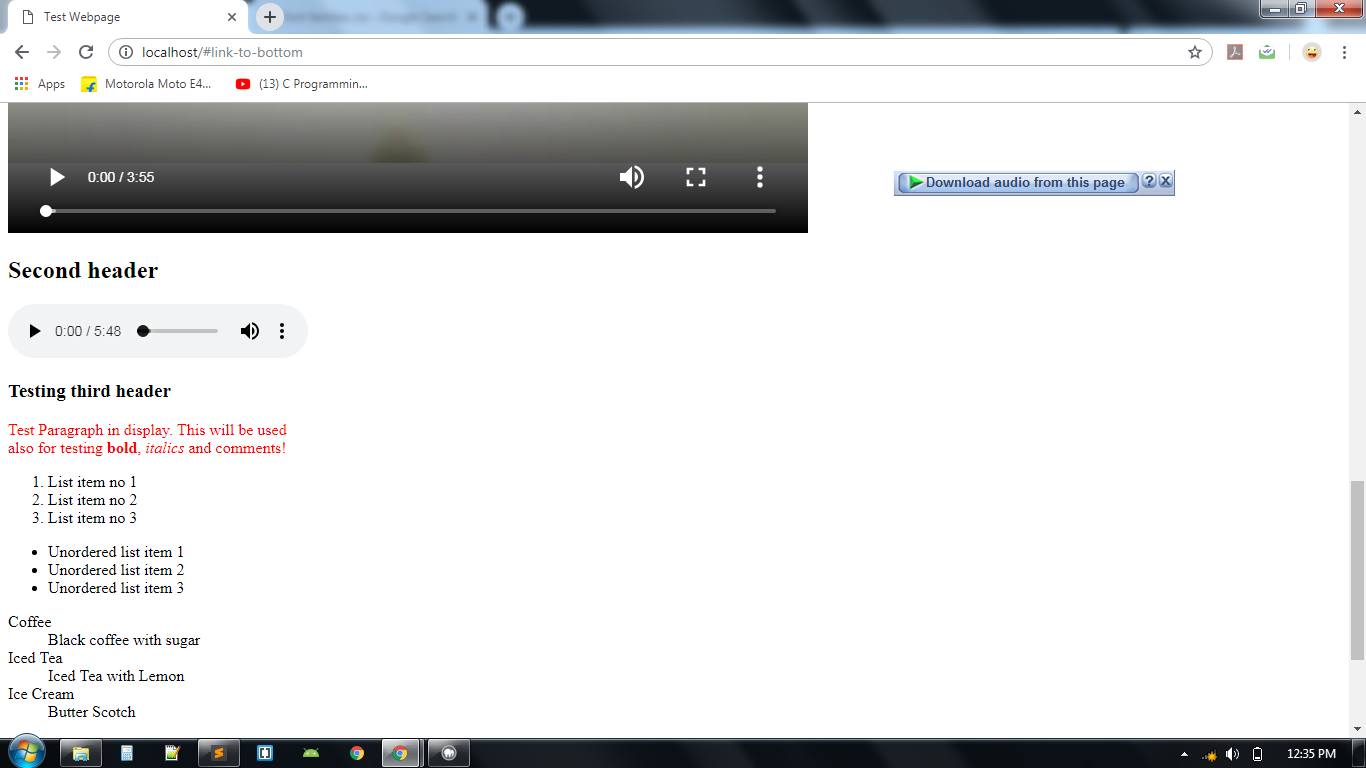 Test Webpage
localhost/#link-to-bottom
Apps Motorola Moto E4... (13) C Programmin...
0:00 / 3:55
Download audio from this page ? X
Second header
0:00 / 5:48
Testing third header
Test Paragraph in display. This will be used
also for testing bold, italics and comments!
1. List item no 1
2. List item no 2
3. List item no 3
• Unordered list item 1
• Unordered list item 2
• Unordered list item 3
Coffee
Black coffee with sugar
Iced Tea
Iced Tea with Lemon
Ice Cream
Butter Scotch
12:35 PM